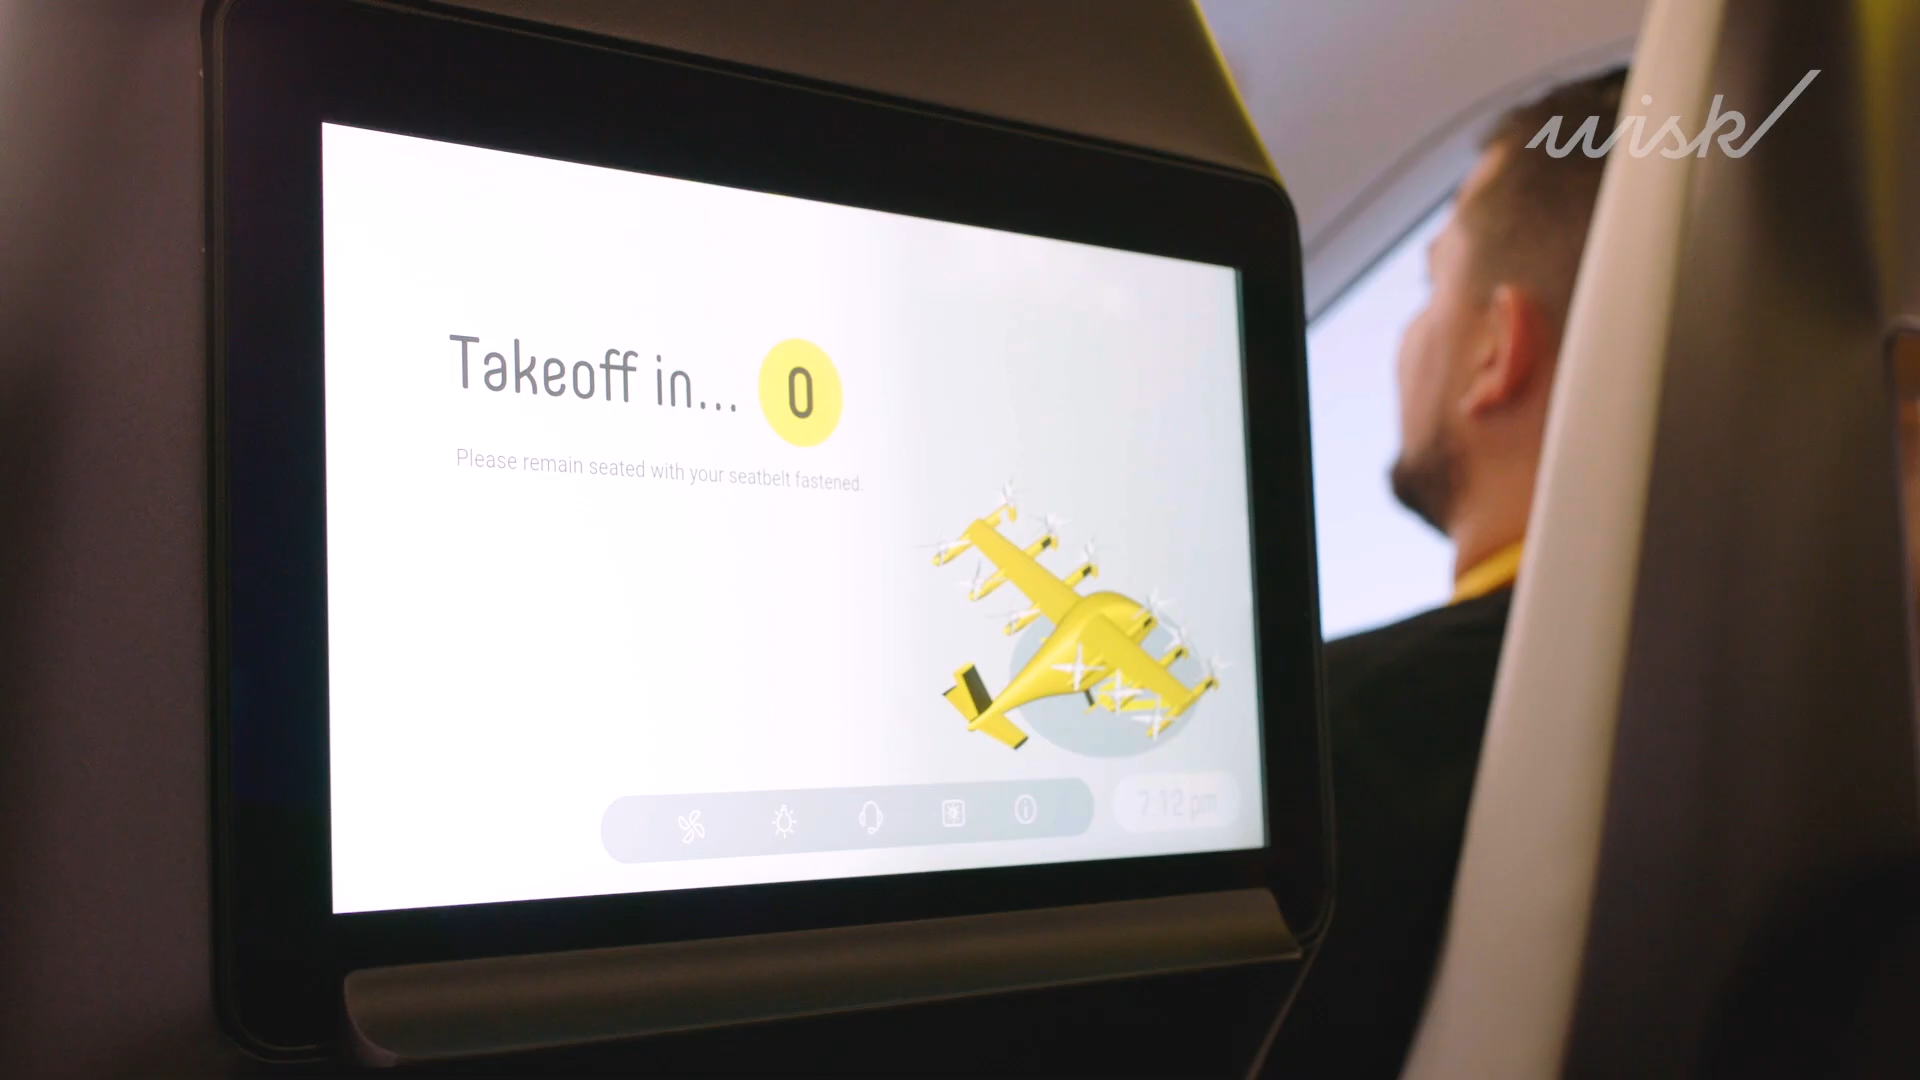 wisk
Takeoff in... 0
Please remain seated with your seatbelt fastened.
7:12 pm